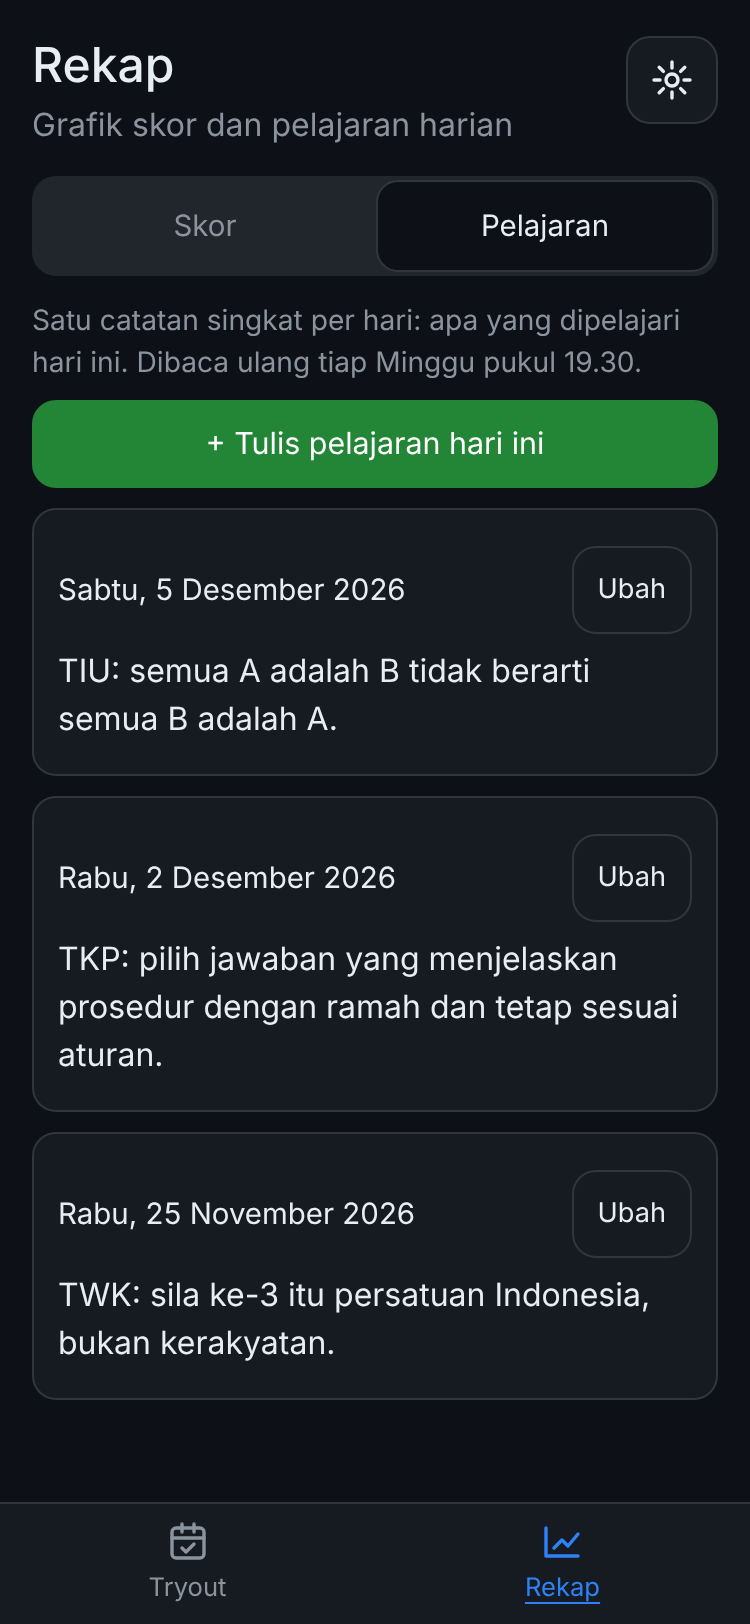 Rekap
Grafik skor dan pelajaran harian
Skor
Pelajaran
Satu catatan singkat per hari: apa yang dipelajari
hari ini. Dibaca ulang tiap Minggu pukul 19.30.
+ Tulis pelajaran hari ini
Sabtu, 5 Desember 2026
Ubah
TIU: semua A adalah B tidak berarti
semua B adalah A.
Rabu, 2 Desember 2026
Ubah
TKP: pilih jawaban yang menjelaskan
prosedur dengan ramah dan tetap sesuai
aturan.
Rabu, 25 November 2026
Ubah
TWK: sila ke-3 itu persatuan Indonesia,
bukan kerakyatan.
Tryout
Rekap